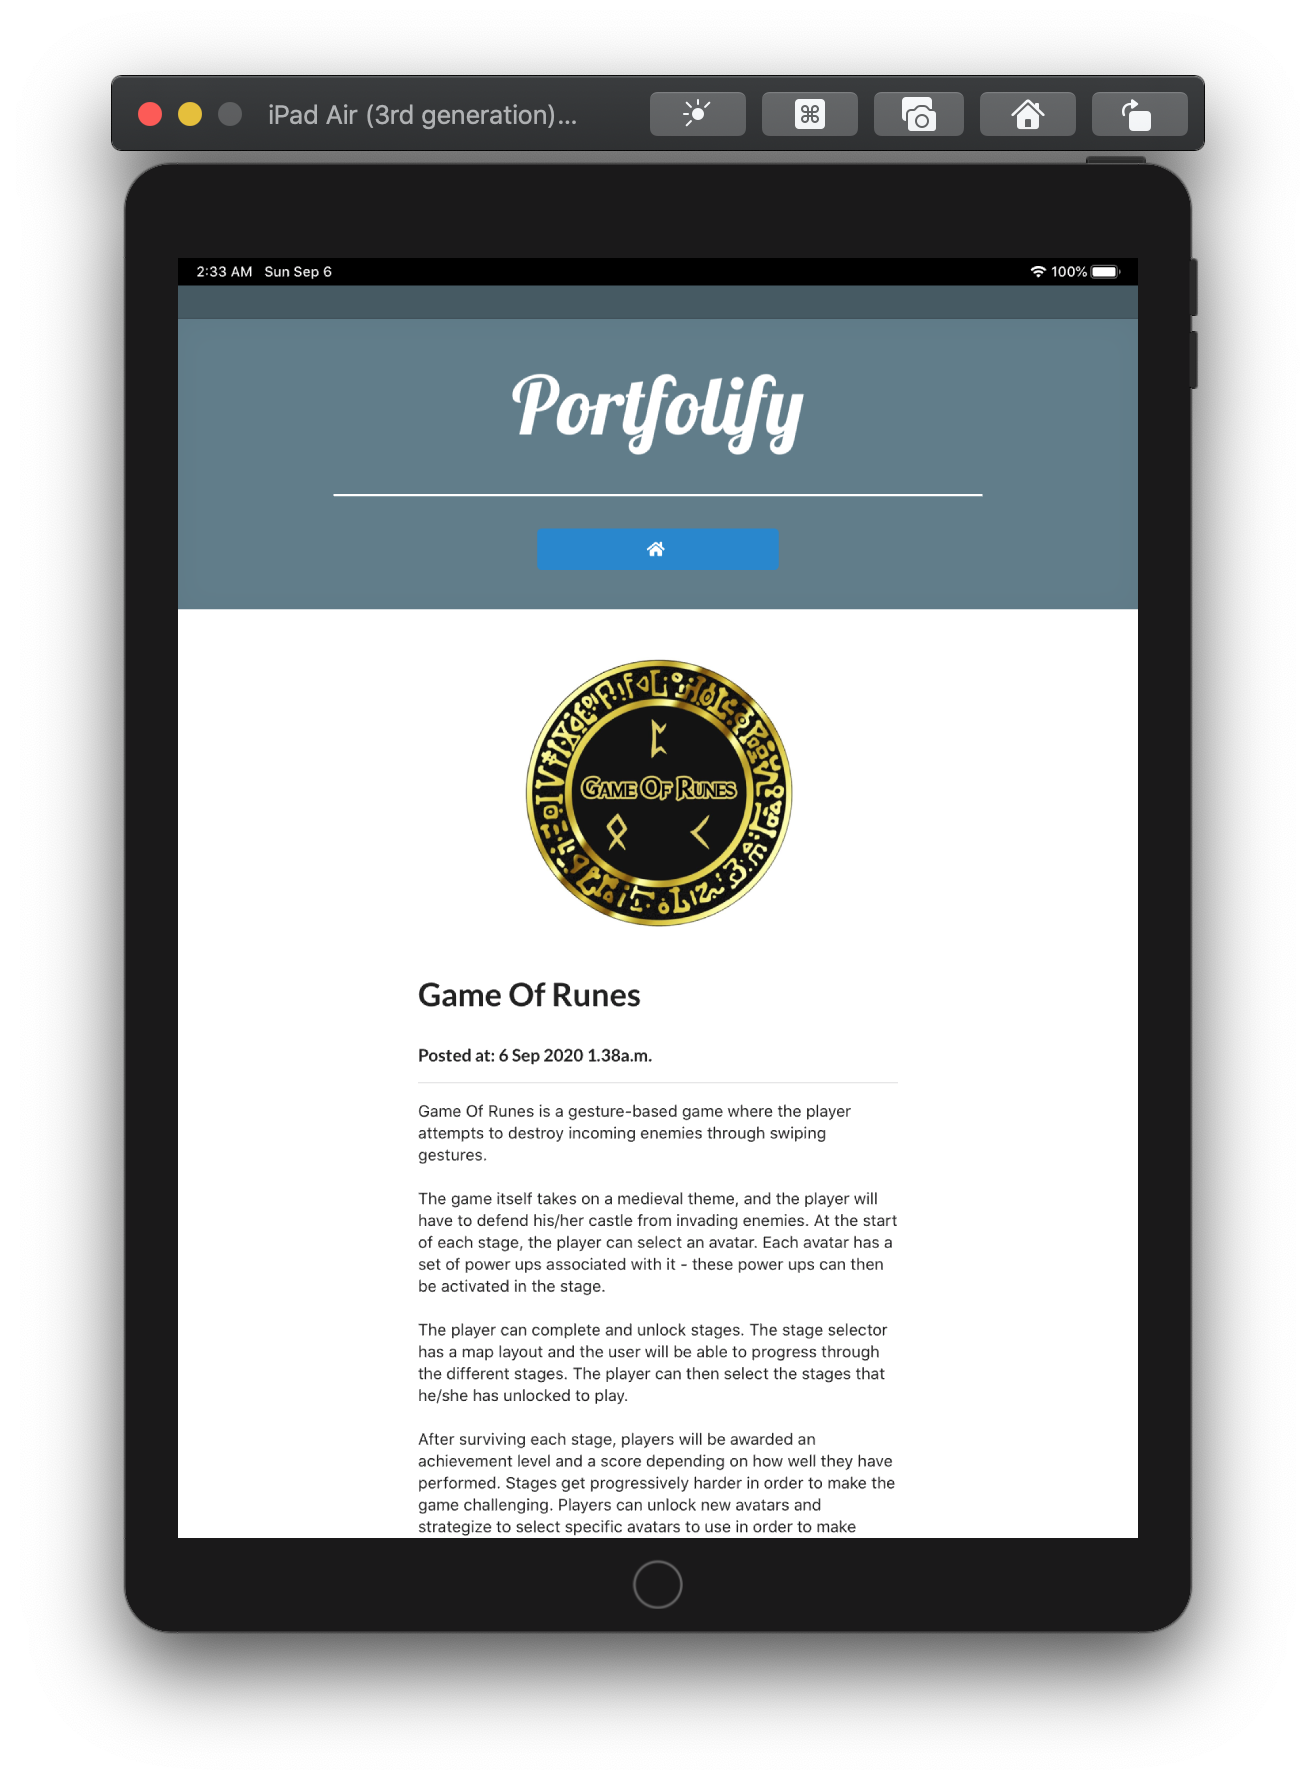 iPad Air (3rd generation)...
2:33 AM Sun Sep 6
100%
Portfolify
Game Of Runes
Game Of Runes
Posted at: 6 Sep 2020 1.38a.m.
Game Of Runes is a gesture-based game where the player
attempts to destroy incoming enemies through swiping
gestures.
The game itself takes on a medieval theme, and the player will
have to defend his/her castle from invading enemies. At the start
of each stage, the player can select an avatar. Each avatar has a
set of power ups associated with it - these power ups can then
be activated in the stage.
The player can complete and unlock stages. The stage selector
has a map layout and the user will be able to progress through
the different stages. The player can then select the stages that
he/she has unlocked to play.
After surviving each stage, players will be awarded an
achievement level and a score depending on how well they have
performed. Stages get progressively harder in order to make the
game challenging. Players can unlock new avatars and
strategize to select specific avatars to use in order to make